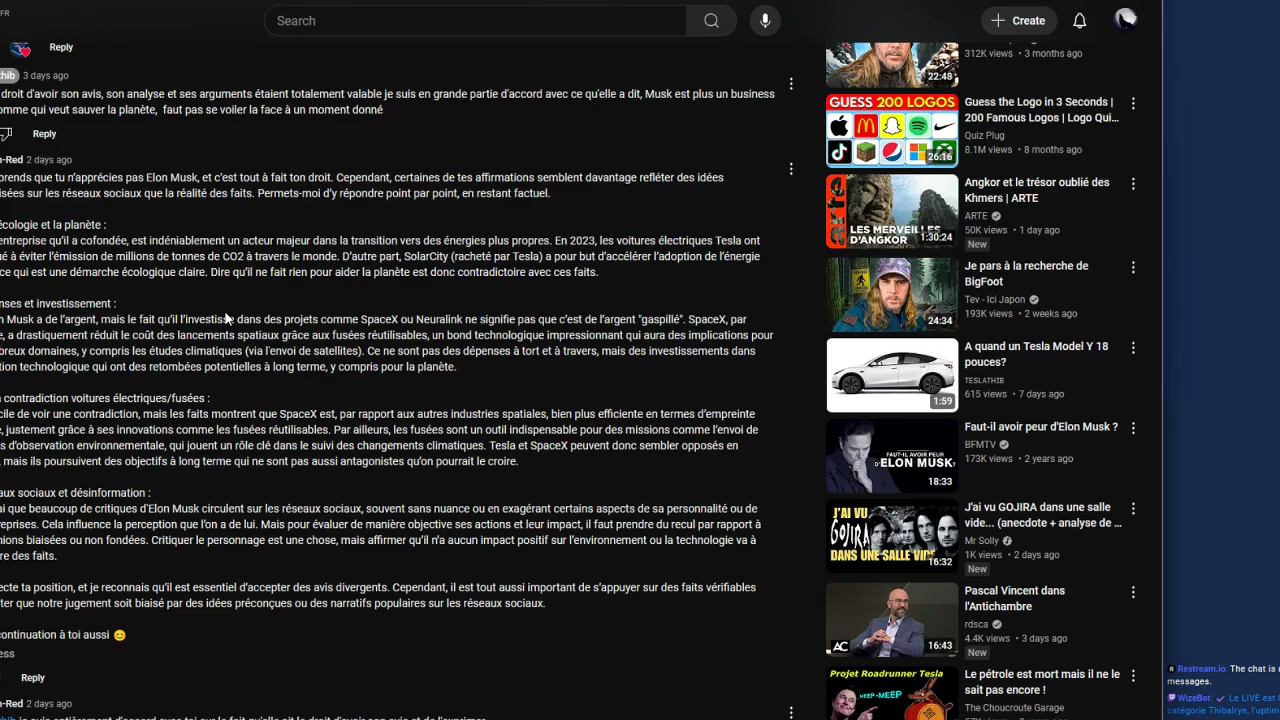 FR
Search
Create
Reply
thib 3 days ago
droit d'avoir son avis, son analyse et ses arguments étaient totalement valable je suis en grande partie d'accord avec ce qu'elle a dit, Musk est plus un business
omme qui veut sauver la planète, faut pas se voiler la face à un moment donné
Reply
n-Red 2 days ago
prends que tu n'apprécies pas Elon Musk, et c'est tout à fait ton droit. Cependant, certaines de tes affirmations semblent davantage refléter des idées
isées sur les réseaux sociaux que la réalité des faits. Permets-moi d'y répondre point par point, en restant factuel.
écologie et la planète :
entreprise qu'il a cofondée, est indéniablement un acteur majeur dans la transition vers des énergies plus propres. En 2023, les voitures électriques Tesla ont
ué à éviter l'émission de millions de tonnes de CO2 à travers le monde. D'autre part, SolarCity (racheté par Tesla) a pour but d'accélérer l'adoption de l'énergie
ce qui est une démarche écologique claire. Dire qu'il ne fait rien pour aider la planète est donc contradictoire avec ces faits.
nses et investissement :
n Musk a de l'argent, mais le fait qu'il l'investisse dans des projets comme SpaceX ou Neuralink ne signifie pas que c'est de l'argent "gaspillé". SpaceX, par
e, a drastiquement réduit le coût des lancements spatiaux grâce aux fusées réutilisables, un bond technologique impressionnant qui aura des implications pour
breux domaines, y compris les études climatiques (via l'envoi de satellites). Ce ne sont pas des dépenses à tort et à travers, mais des investissements dans
tion technologique qui ont des retombées potentielles à long terme, y compris pour la planète.
contradiction voitures électriques/fusées :
cile de voir une contradiction, mais les faits montrent que SpaceX est, par rapport aux autres industries spatiales, bien plus efficiente en termes d'empreinte
, justement grâce à ses innovations comme les fusées réutilisables. Par ailleurs, les fusées sont un outil indispensable pour des missions comme l'envoi de
s d'observation environnementale, qui jouent un rôle clé dans le suivi des changements climatiques. Tesla et SpaceX peuvent donc sembler opposés en
, mais ils poursuivent des objectifs à long terme qui ne sont pas aussi antagonistes qu'on pourrait le croire.
aux sociaux et désinformation :
ai que beaucoup de critiques d'Elon Musk circulent sur les réseaux sociaux, souvent sans nuance ou en exagérant certains aspects de sa personnalité ou de
reprises. Cela influence la perception que l'on a de lui. Mais pour évaluer de manière objective ses actions et leur impact, il faut prendre du recul par rapport à
nions biaisées ou non fondées. Critiquer le personnage est une chose, mais affirmer qu'il n'a aucun impact positif sur l'environnement ou la technologie va à
re des faits.
ecte ta position, et je reconnais qu'il est essentiel d'accepter des avis divergents. Cependant, il est tout aussi important de s'appuyer sur des faits vérifiables
ter que notre jugement soit biaisé par des idées préconçues ou des narratifs populaires sur les réseaux sociaux.
continuation à toi aussi 😊
ess
Reply
n-Red 2 days ago
312K views • 3 months ago
22:48
GUESS 200 LOGOS
26:16
Guess the Logo in 3 Seconds |
200 Famous Logos | Logo Qui...
Quiz Plug
8.1M views • 8 months ago
arte
LES MERVEILLES
D'ANGKOR
1:30:24
Angkor et le trésor oublié des
Khmers | ARTE
ARTE
50K views • 1 day ago
New
24:34
Je pars à la recherche de
BigFoot
Tev - Ici Japon
193K views • 2 weeks ago
1:59
A quand un Tesla Model Y 18
pouces?
TESLATHIB
615 views • 7 days ago
FAUT-IL AVOIR PEUR
D'ELON MUSK?
18:33
Faut-il avoir peur d'Elon Musk ?
BFMTV
173K views • 2 years ago
J'AI VU
GOJIRA
DANS UNE SALLE VIDE
16:32
J'ai vu GOJIRA dans une salle
vide... (anecdote + analyse de ...
Mr Solly
1K views • 2 days ago
New
AC
16:43
Pascal Vincent dans
l'Antichambre
rdsca
4.4K views • 3 days ago
New
Projet Roadrunner Tesla
MEEP-MEEP
Le pétrole est mort mais il ne le
sait pas encore !
The Choucroute Garage
Restream.io: The chat is
messages.
WizeBot: Le LIVE est
catégorie Thibalryn, l'uptim